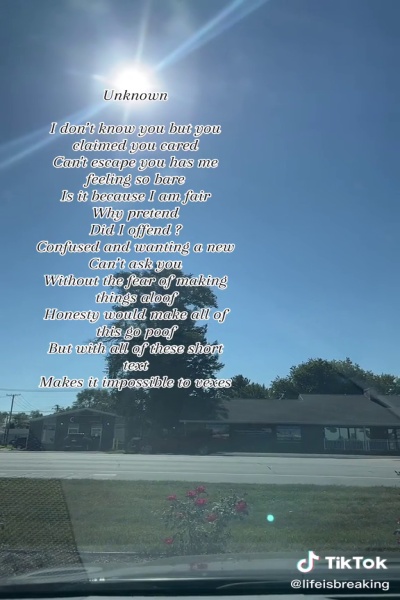 Unknown
I don't know you but you
claimed you cared
Can't escape you has me
feeling so bare
Is it because I am fair
Why pretend
Did I offend ?
Confused and wanting a new
Can't ask you
Without the fear of making
things aloof
Honesty would make all of
this go poof
But with all of these short
text
Makes it impossible to vexes
TikTok
@lifeisbreaking